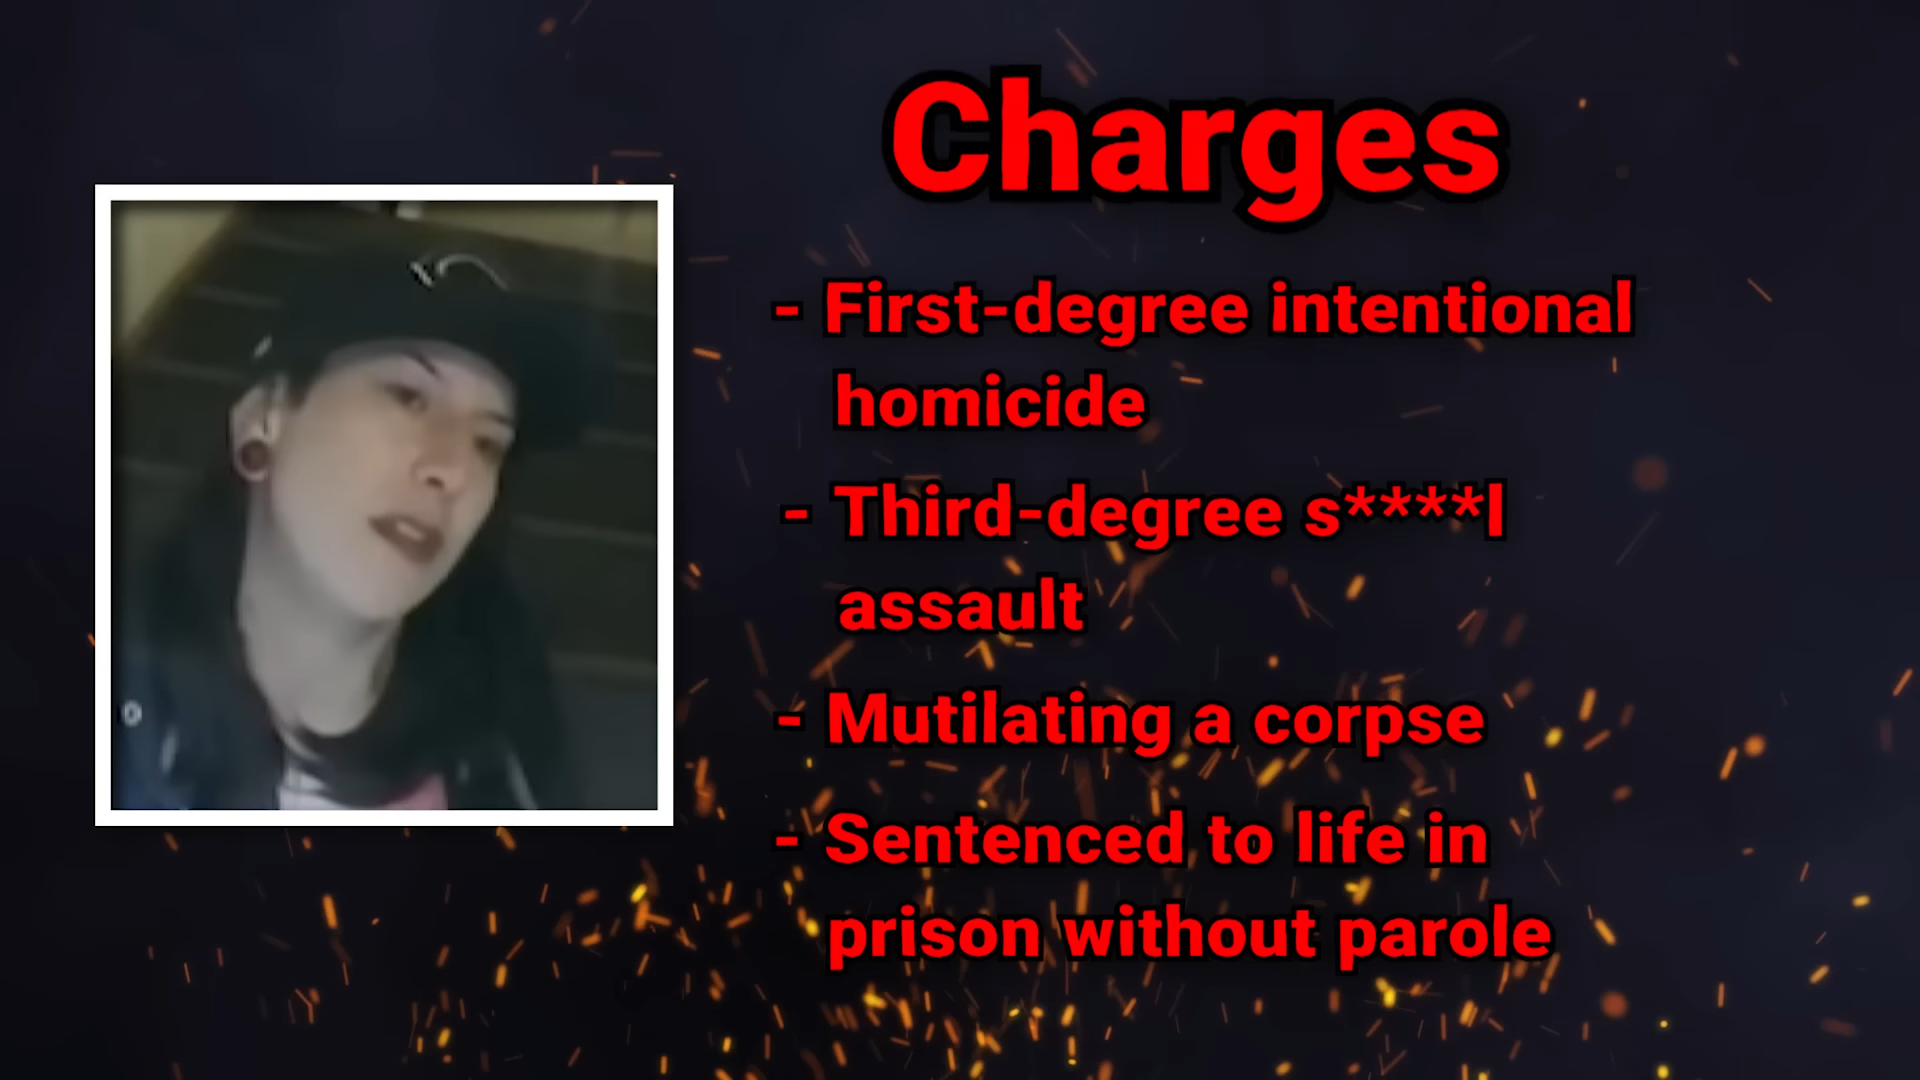 Charges
- First-degree intentional
homicide
- Third-degree s****l
assault
- Mutilating a corpse
- Sentenced to life in
prison without parole